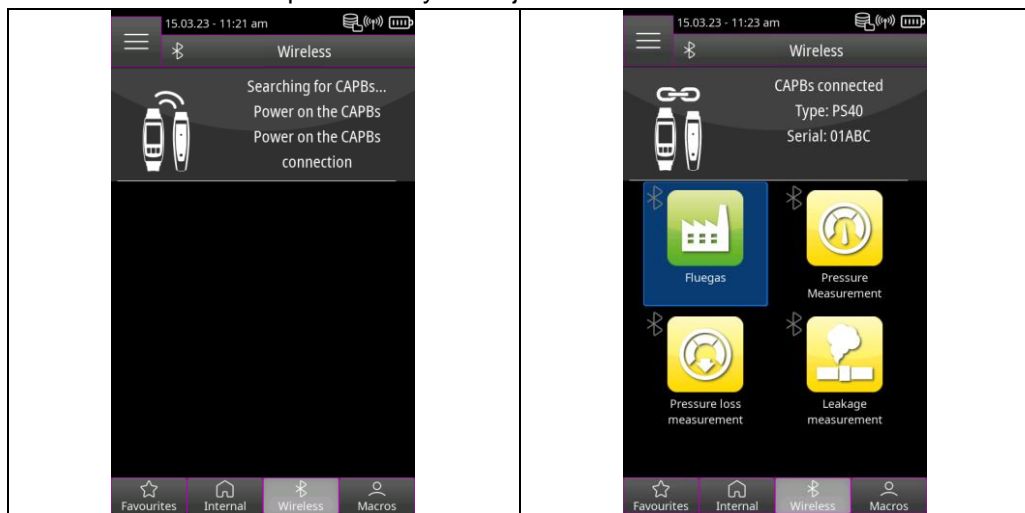 15.03.23 - 11:21 am
Wireless
Searching for CAPBs...
Power on the CAPBs
Power on the CAPBs
connection
Favourites Internal Wireless Macros
15.03.23 - 11:23 am
Wireless
CAPBs connected
Type: PS40
Serial: 01ABC
Fluegas
Pressure
Measurement
Pressure loss
measurement
Leakage
measurement
Favourites Internal Wireless Macros